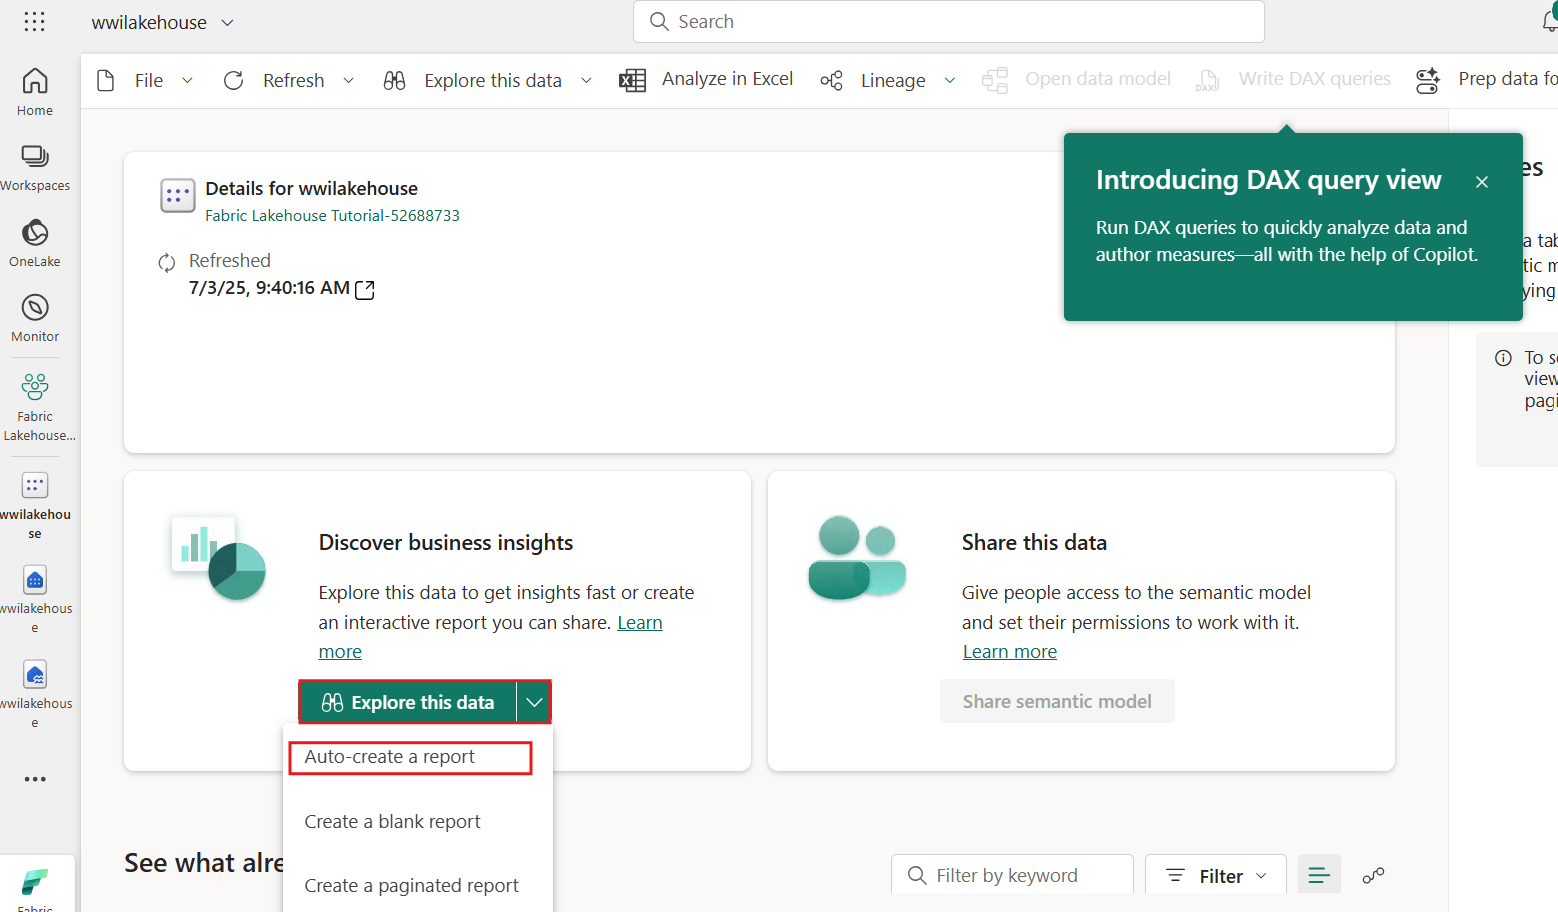 wwilakehouse
Search
File
Refresh
Explore this data
Analyze in Excel
Lineage
Open data model
DAX
Write DAX queries
Prep data fo
Home
Workspaces
OneLake
Monitor
Fabric
Lakehouse...
wwilakehou
se
wwilakehous
e
wwilakehous
e
Fabric
Details for wwilakehouse
Fabric Lakehouse Tutorial-52688733
Refreshed
7/3/25, 9:40:16 AM
Introducing DAX query view
Run DAX queries to quickly analyze data and
author measures—all with the help of Copilot.
es
a tab
tic m
ying
To se
view
pagi
Discover business insights
Explore this data to get insights fast or create
an interactive report you can share. Learn
more
Explore this data
Auto-create a report
Create a blank report
Create a paginated report
Share this data
Give people access to the semantic model
and set their permissions to work with it.
Learn more
Share semantic model
See what alre
Filter by keyword
Filter